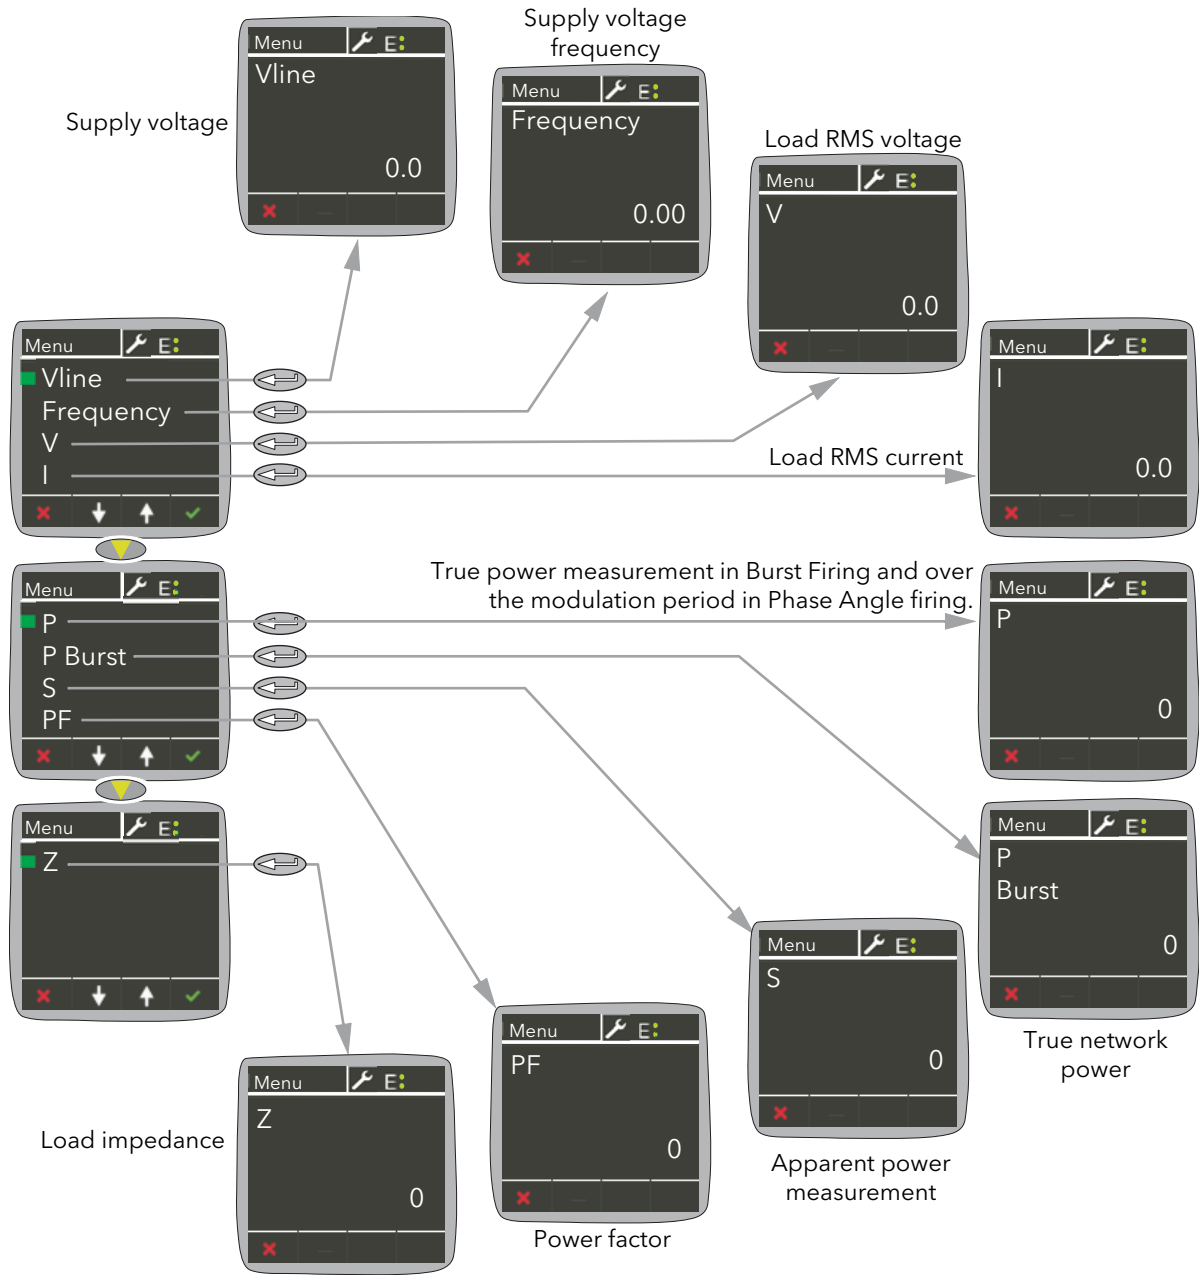 Supply voltage
Menu E:
Vline
0.0
Supply voltage
frequency
Menu E:
Frequency
0.00
Load RMS voltage
Menu E:
V
0.0
Menu E:
Vline
Frequency
V
I
Load RMS current
Menu E:
I
0.0
Menu E:
P
P Burst
S
PF
True power measurement in Burst Firing and over
the modulation period in Phase Angle firing.
Menu E:
P
0
Menu E:
Z
Menu E:
P
Burst
0
True network
power
Menu E:
S
0
Apparent power
measurement
Menu E:
PF
0
Power factor
Load impedance
Menu E:
Z
0